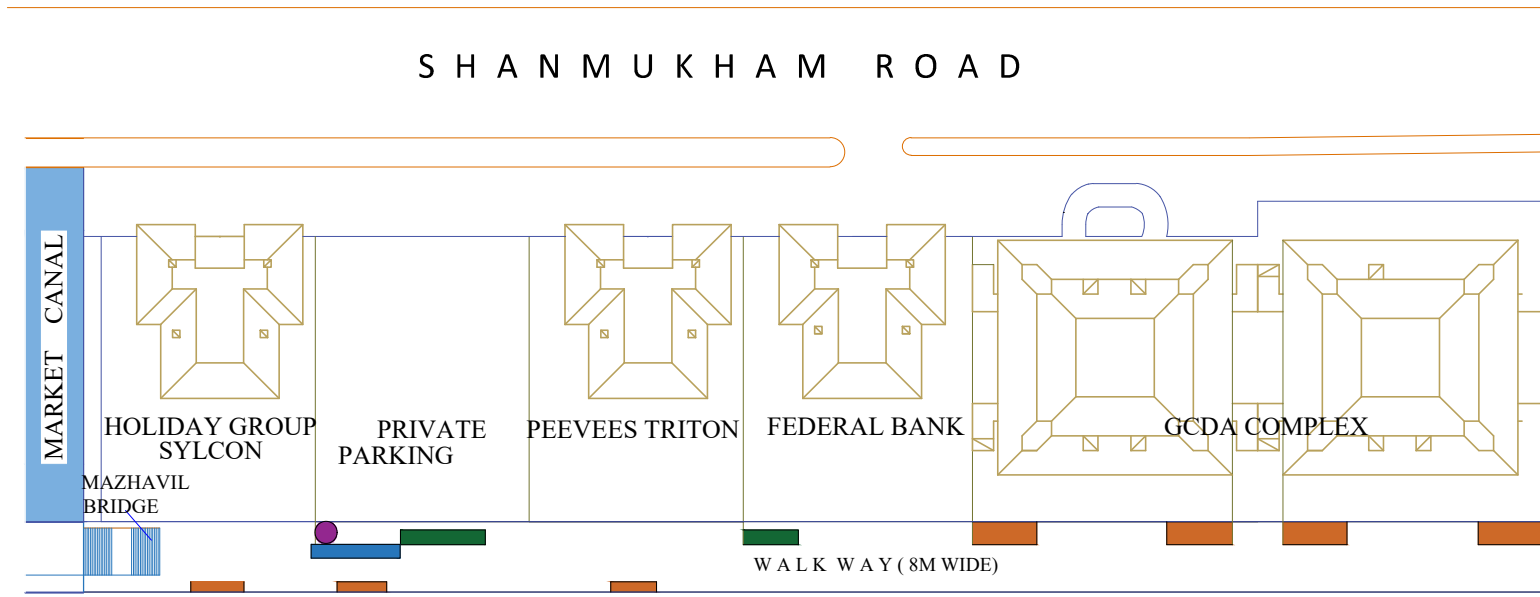 SHANMUKHAM ROAD
MARKET CANAL
HOLIDAY GROUP
SYLCON
PRIVATE
PARKING
PEEVEES TRITON
FEDERAL BANK
GCDA COMPLEX
MAZHAVIL
BRIDGE
WALK WAY ( 8M WIDE)